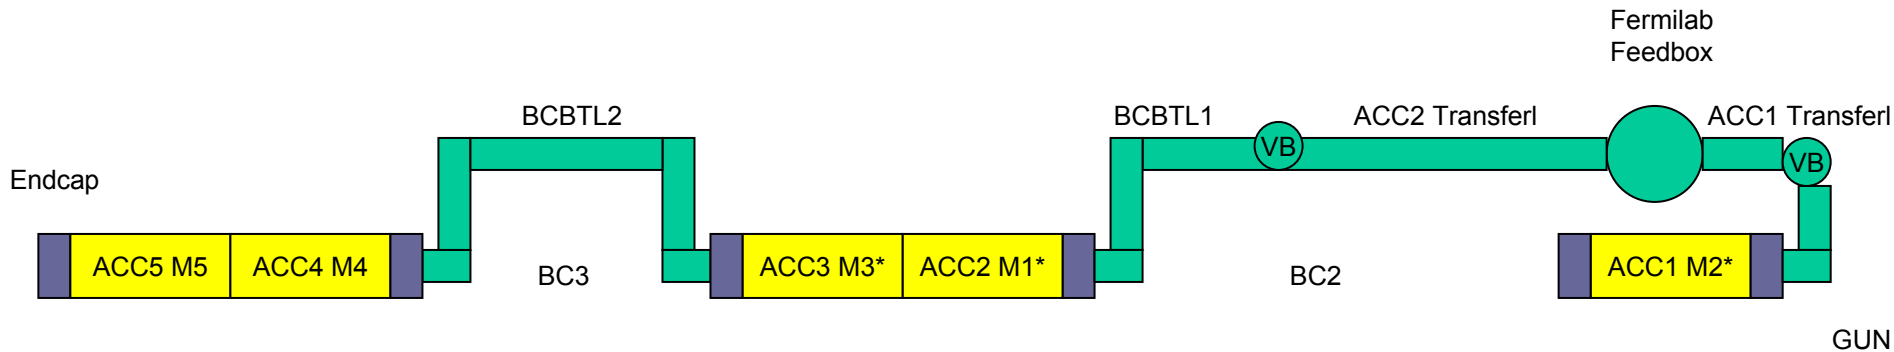 Fermilab
Feedbox
BCBTL2
BCBTL1
ACC2 Transferl
ACC1 Transferl
VB
VB
Endcap
ACC5 M5
ACC4 M4
BC3
ACC3 M3*
ACC2 M1*
BC2
ACC1 M2*
GUN